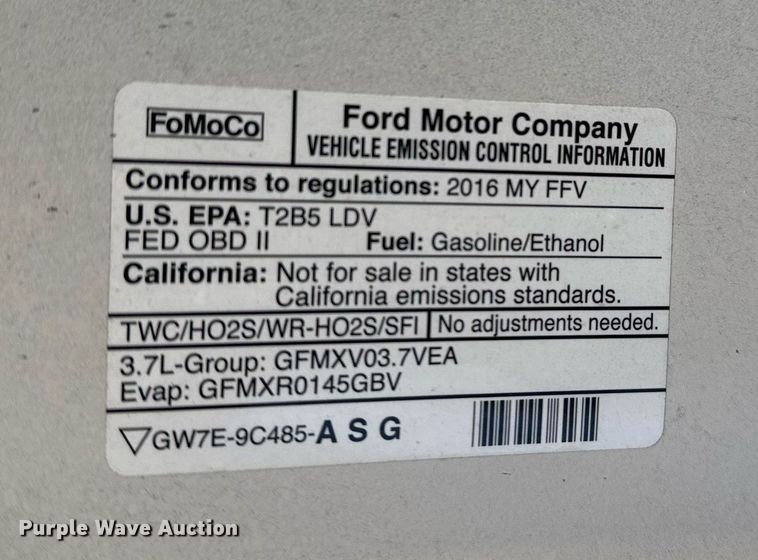 FoMoCo
Ford Motor Company
VEHICLE EMISSION CONTROL INFORMATION
Conforms to regulations: 2016 MY FFV
U.S. EPA: T2B5 LDV
FED OBD II Fuel: Gasoline/Ethanol
California: Not for sale in states with
California emissions standards.
TWC/HO2S/WR-HO2S/SFI No adjustments needed.
3.7L-Group: GFMXV03.7VEA
Evap: GFMXR0145GBV
GW7E-9C485-A S G
Purple Wave Auction